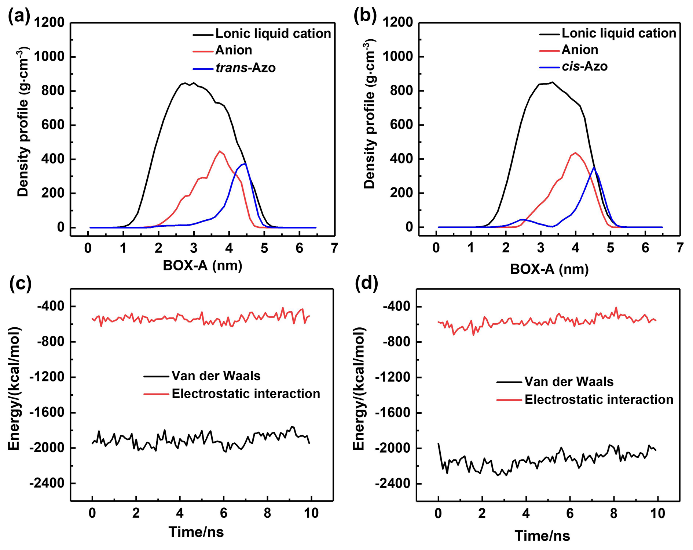 (a)
1200
1000
800
600
400
200
0
Density profile (g·cm⁻³)
Lonic liquid cation
Anion
trans-Azo
0 1 2 3 4 5 6 7
BOX-A (nm)
(b)
1200
1000
800
600
400
200
0
Density profile (g·cm⁻³)
Lonic liquid cation
Anion
cis-Azo
0 1 2 3 4 5 6 7
BOX-A (nm)
(c)
-400
-800
-1200
-1600
-2000
-2400
Energy/(kcal/mol)
Van der Waals
Electrostatic interaction
0 2 4 6 8 10
Time/ns
(d)
-400
-800
-1200
-1600
-2000
-2400
Energy/(kcal/mol)
Van der Waals
Electrostatic interaction
0 2 4 6 8 10
Time/ns